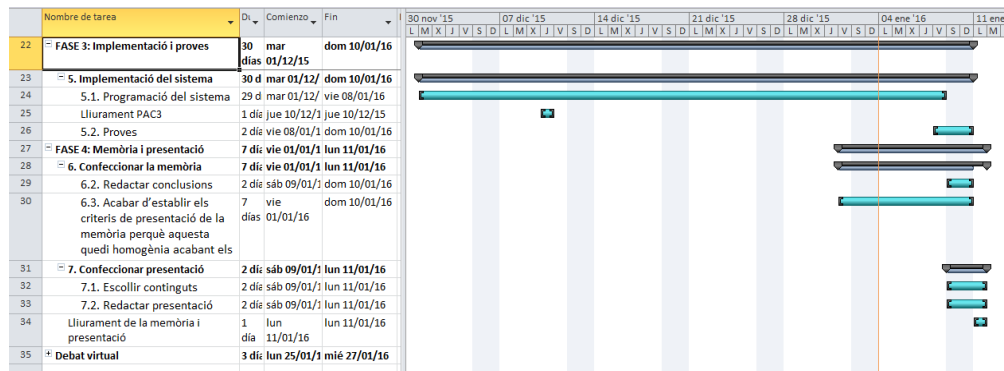 Nombre de tarea Du Comienzo Fin
30 nov '15 07 dic '15 14 dic '15 21 dic '15 28 dic '15 04 ene '16 11 ene
L M X J V S D L M X J V S D L M X J V S D L M X J V S D L M X J V S D L M X J V S D L M
22 FASE 3: Implementació i proves 30 mar dom 10/01/16
días 01/12/15
23 5. Implementació del sistema 30 d mar 01/12/ dom 10/01/16
24 5.1. Programació del sistema 29 d mar 01/12/ vie 08/01/16
25 Lliurament PAC3 1 día jue 10/12/1 jue 10/12/15
26 5.2. Proves 2 día vie 08/01/1 dom 10/01/16
27 FASE 4: Memòria i presentació 7 día vie 01/01/1 lun 11/01/16
28 6. Confeccionar la memòria 7 día vie 01/01/1 lun 11/01/16
29 6.2. Redactar conclusions 2 día sáb 09/01/1 dom 10/01/16
30 6.3. Acabar d'establir els 7 vie dom 10/01/16
criteris de presentació de la días 01/01/16
memòria perquè aquesta
quedi homogènia acabant els
31 7. Confeccionar presentació 2 día sáb 09/01/1 lun 11/01/16
32 7.1. Escollir continguts 2 día sáb 09/01/1 lun 11/01/16
33 7.2. Redactar presentació 2 día sáb 09/01/1 lun 11/01/16
34 Lliurament de la memòria i 1 lun lun 11/01/16
presentació día 11/01/16
35 Debat virtual 3 día lun 25/01/1 mié 27/01/16